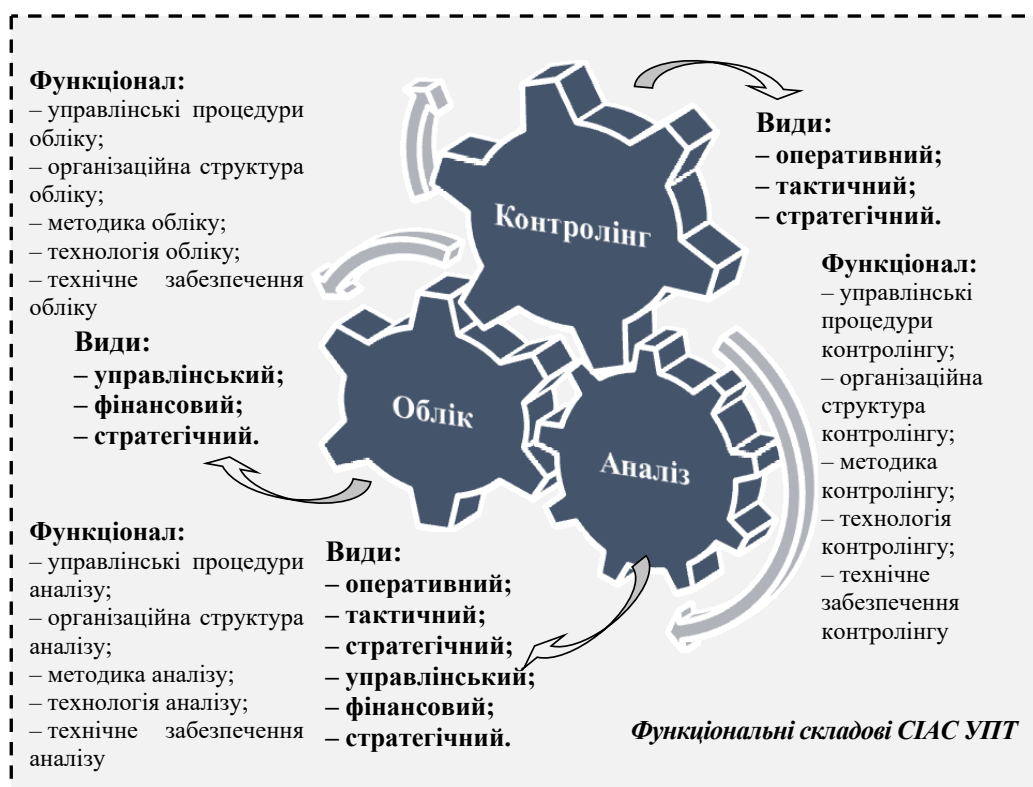 Функціонал:
– управлінські процедури
обліку;
– організаційна структура
обліку;
– методика обліку;
– технологія обліку;
– технічне забезпечення
обліку
Види:
– управлінський;
– фінансовий;
– стратегічний.
Контролінг
Облік
Аналіз
Види:
– оперативний;
– тактичний;
– стратегічний.
Функціонал:
– управлінські
процедури
контролінгу;
– організаційна
структура
контролінгу;
– методика
контролінгу;
– технологія
контролінгу;
– технічне
забезпечення
контролінгу
Функціонал:
– управлінські процедури
аналізу;
– організаційна структура
аналізу;
– методика аналізу;
– технологія аналізу;
– технічне забезпечення
аналізу
Види:
– оперативний;
– тактичний;
– стратегічний;
– управлінський;
– фінансовий;
– стратегічний.
Функціональні складові СІАС УПТ